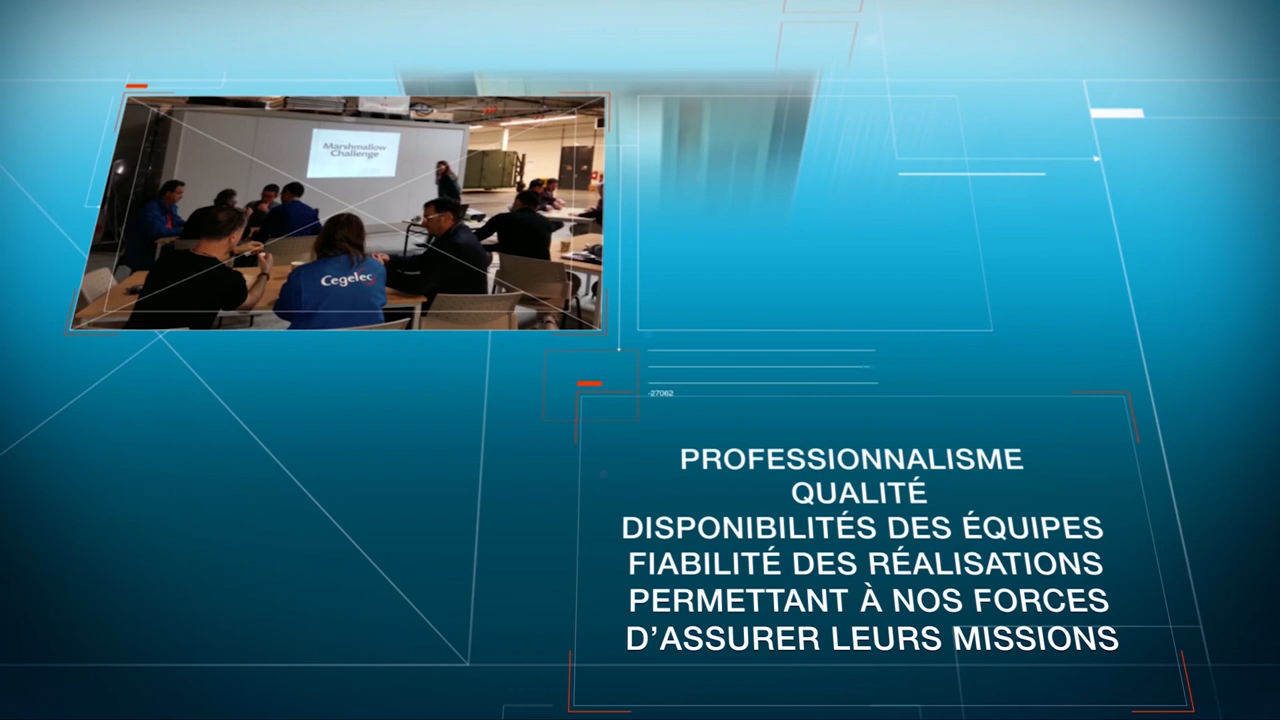 Marshmallow
Challenge
Cegelec
-27062
PROFESSIONNALISME
QUALITÉ
DISPONIBILITÉS DES ÉQUIPES
FIABILITÉ DES RÉALISATIONS
PERMETTANT À NOS FORCES
D’ASSURER LEURS MISSIONS